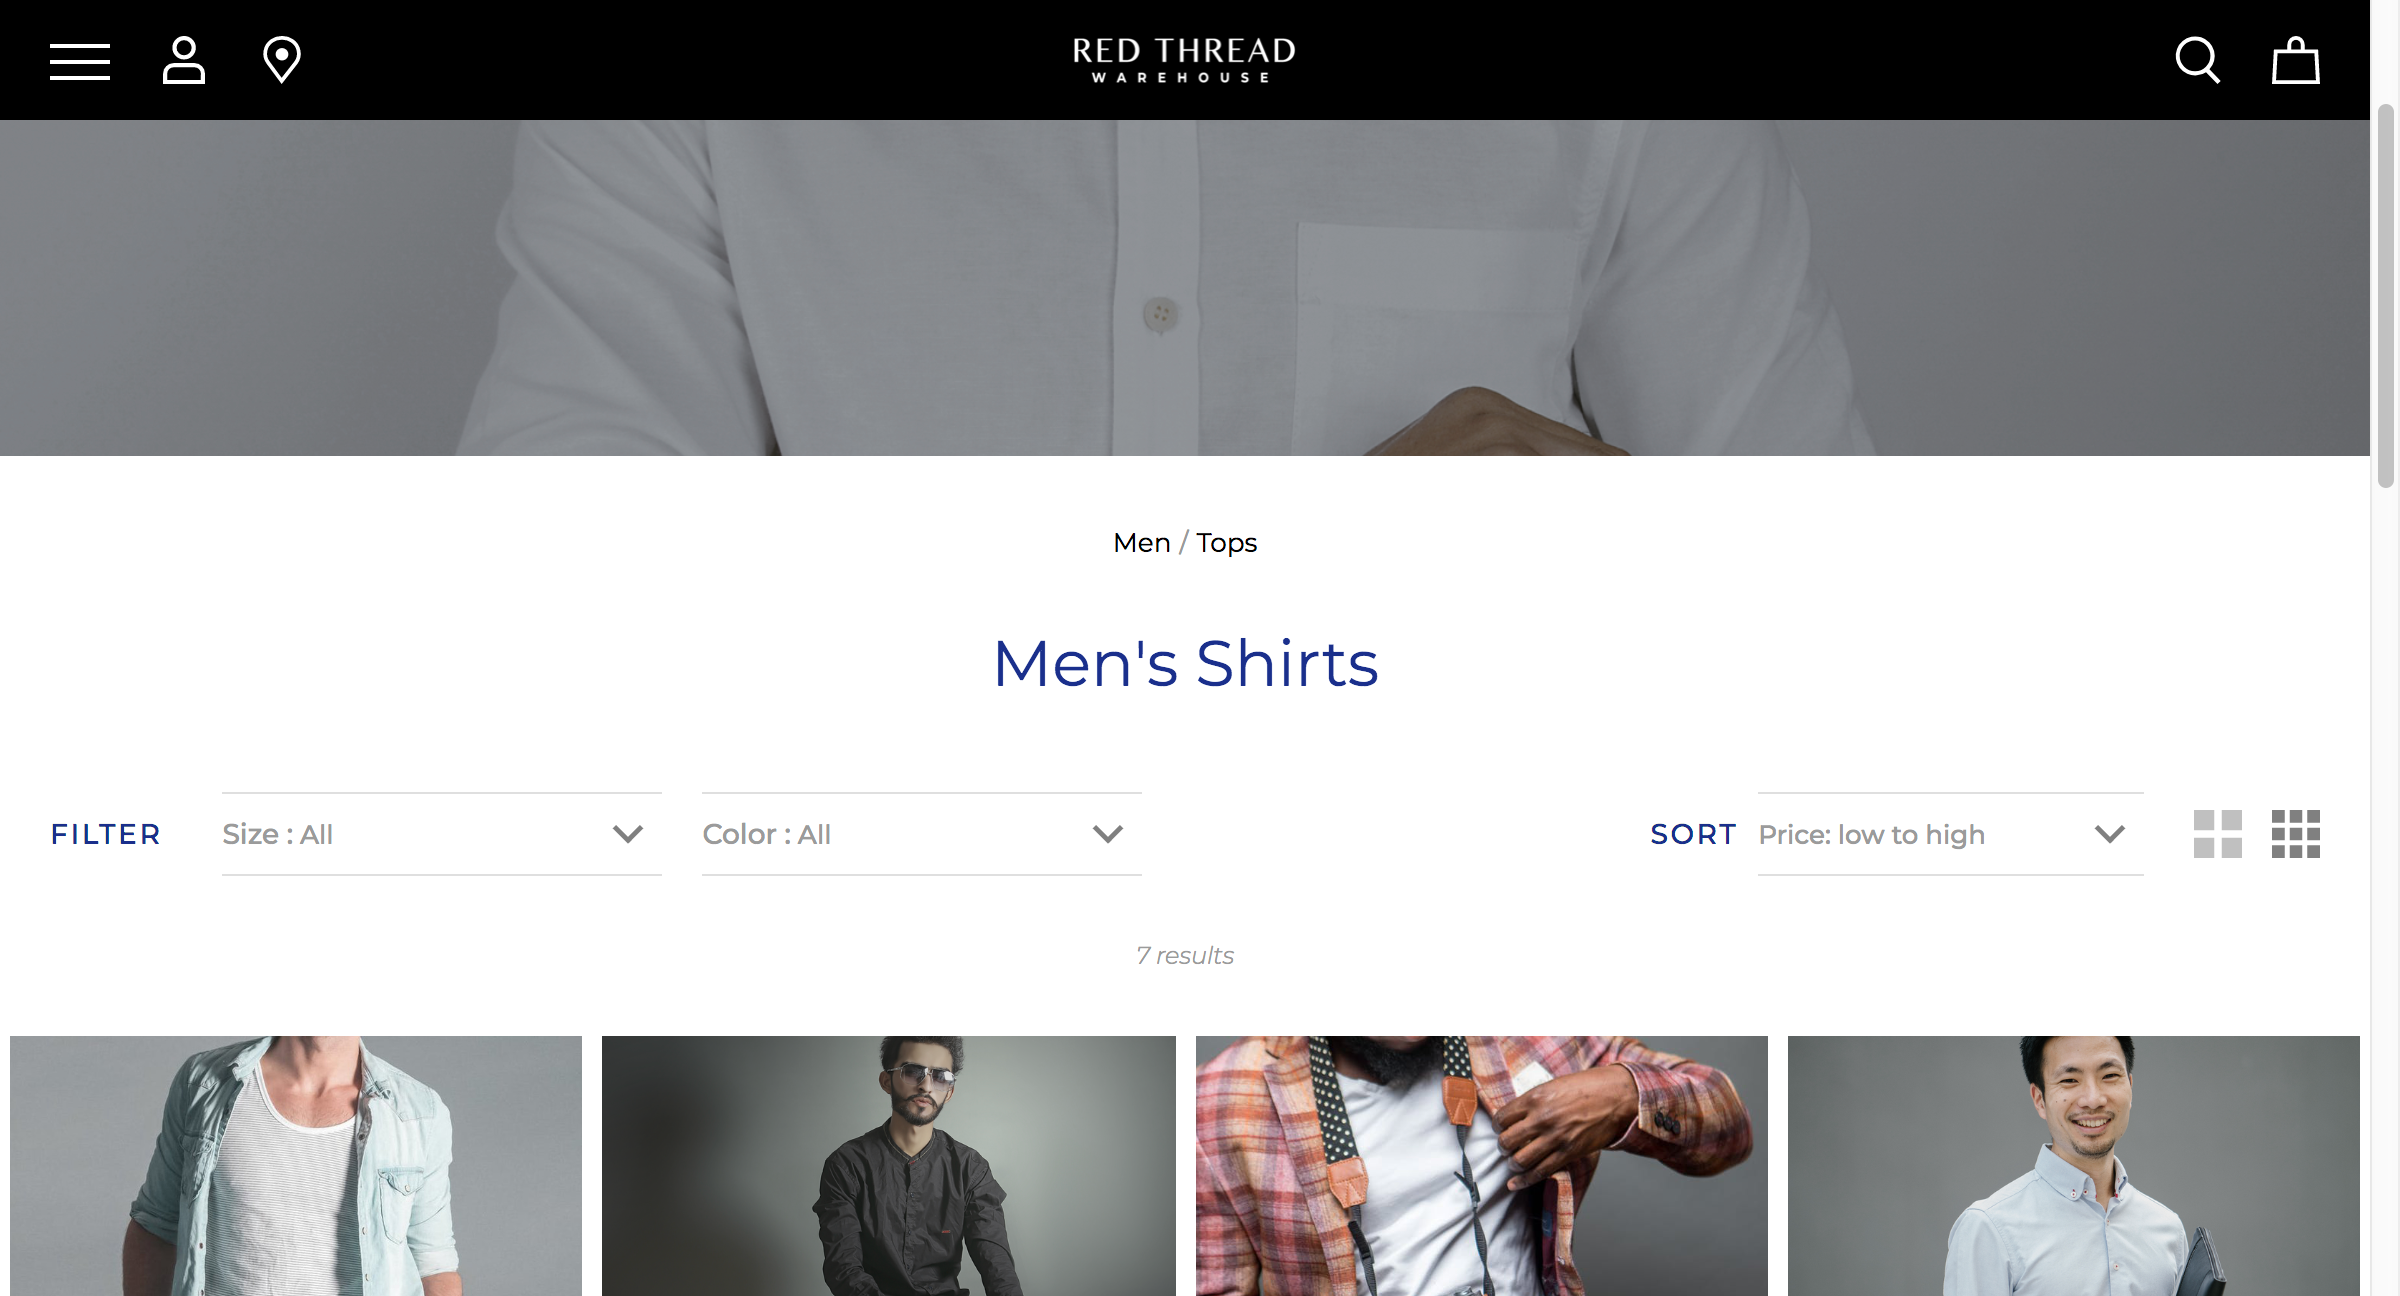 RED THREAD
WAREHOUSE
Men / Tops
Men's Shirts
FILTER
Size : All
Color : All
SORT
Price: low to high
7 results